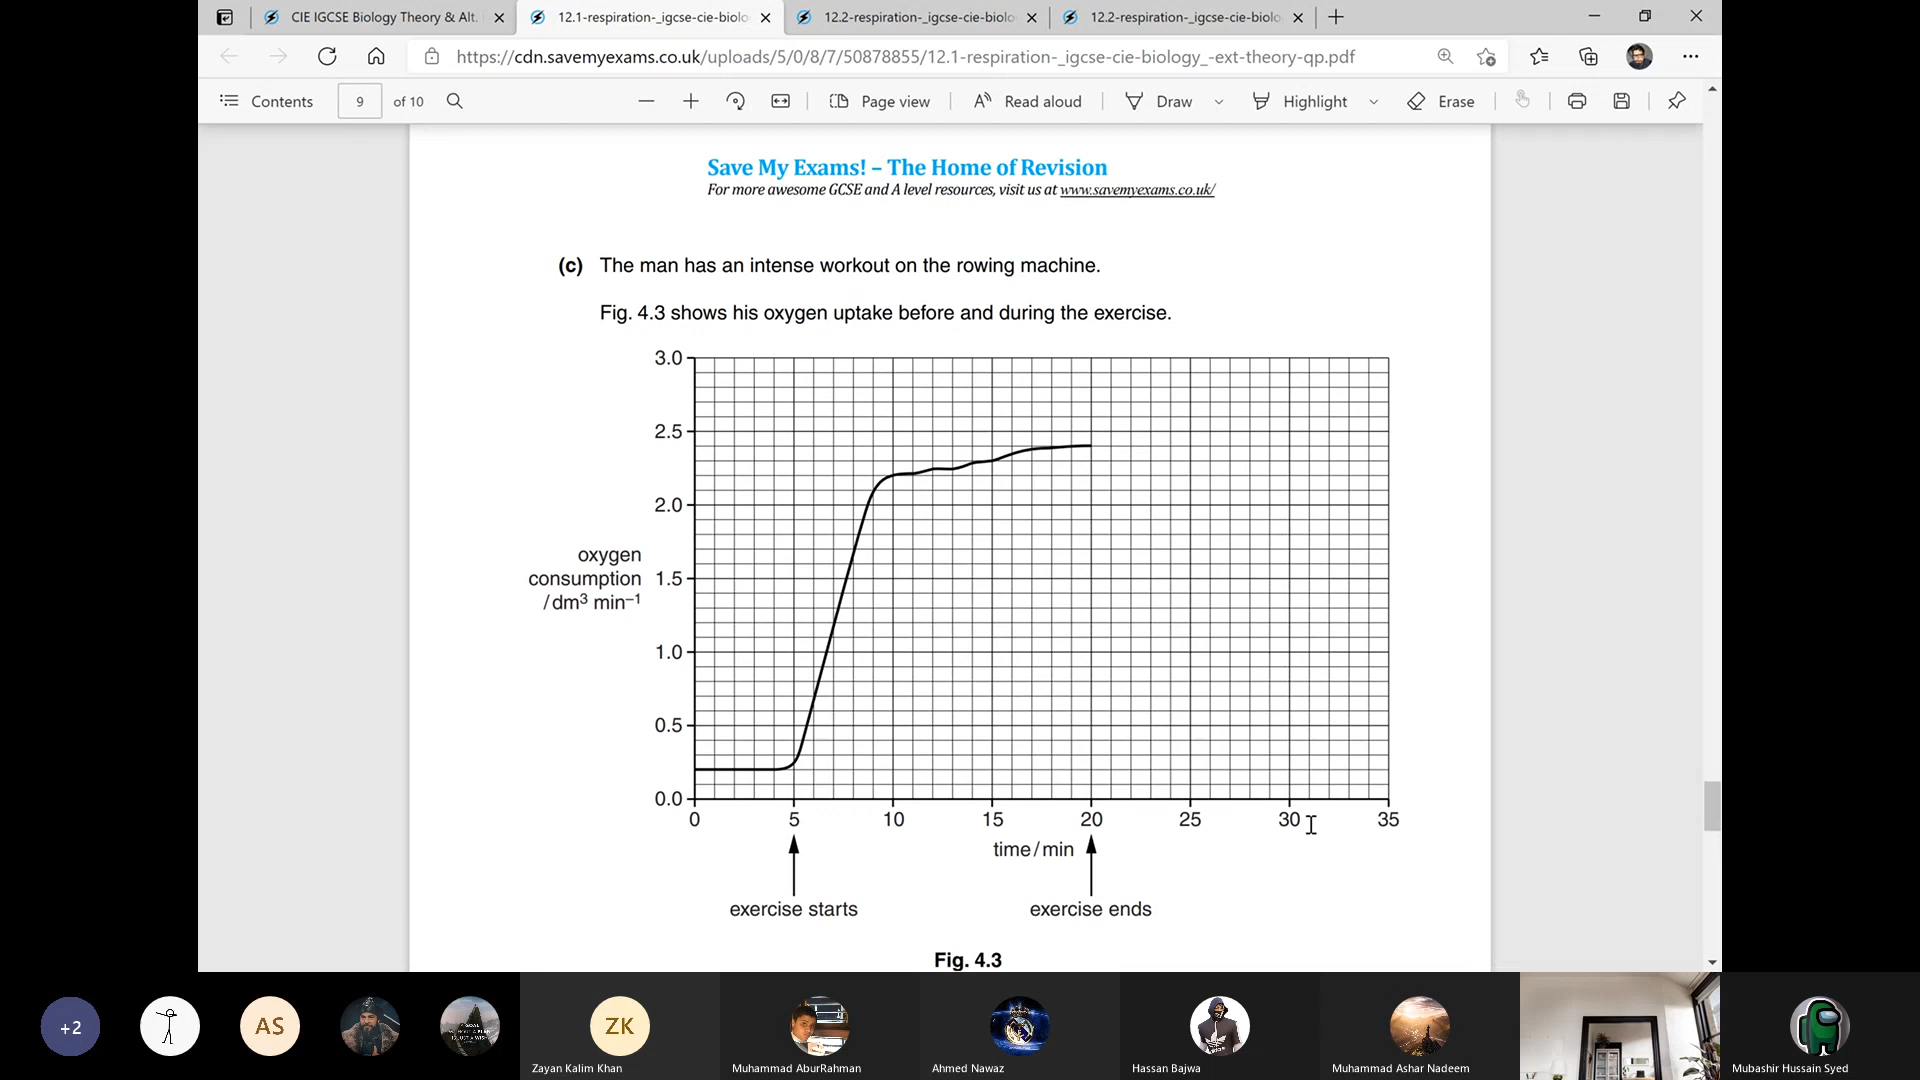 CIE IGCSE Biology Theory & Alt.
12.1-respiration-_igcse-cie-biolo
12.2-respiration-_igcse-cie-biolo
12.2-respiration-_igcse-cie-biolo
https://cdn.savemyexams.co.uk/uploads/5/0/8/7/50878855/12.1-respiration-_igcse-cie-biology_-ext-theory-qp.pdf
Contents 9 of 10 Page view Read aloud Draw Highlight Erase
Save My Exams! – The Home of Revision
For more awesome GCSE and A level resources, visit us at www.savemyexams.co.uk/
(c) The man has an intense workout on the rowing machine.
Fig. 4.3 shows his oxygen uptake before and during the exercise.
3.0
2.5
2.0
oxygen
consumption
/dm³ min⁻¹
1.5
1.0
0.5
0.0
0 5 10 15 20 25 30 35
time/min
exercise starts
exercise ends
Fig. 4.3
+2
AS
A GOAL
WITHOUT A PLAN
IS JUST A WISH
ZK
Zayan Kalim Khan
Muhammad AburRahman
Ahmed Nawaz
Hassan Bajwa
Muhammad Ashar Nadeem
Mubashir Hussain Syed